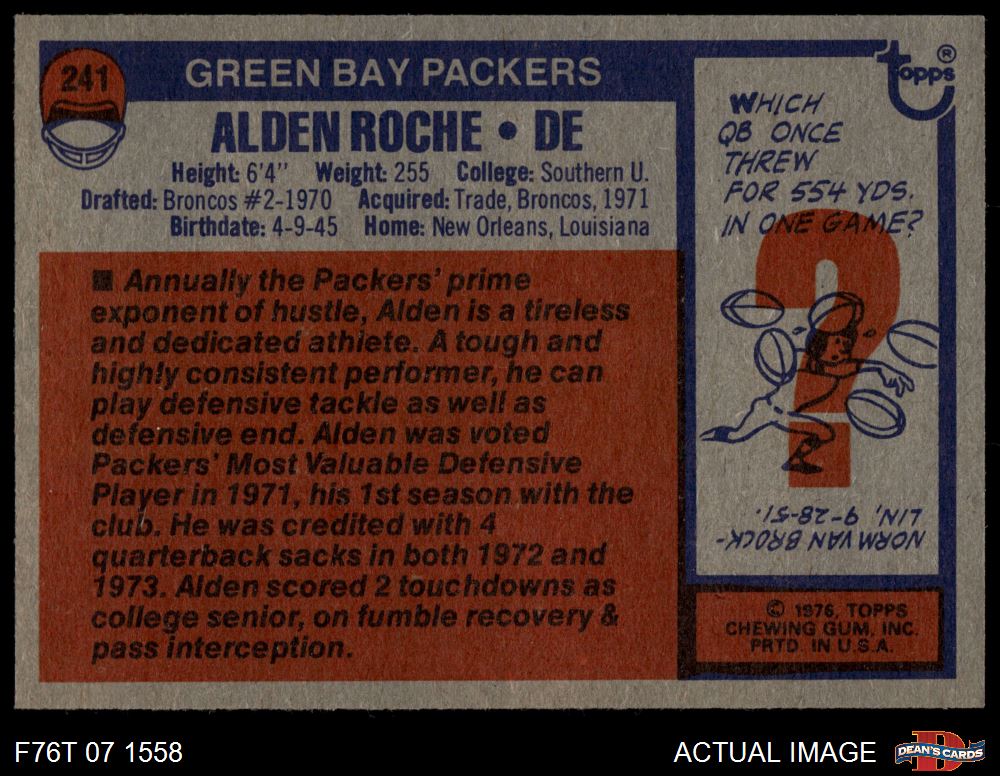 241
GREEN BAY PACKERS
ALDEN ROCHE • DE
Height: 6'4" Weight: 255 College: Southern U.
Drafted: Broncos #2-1970 Acquired: Trade, Broncos, 1971
Birthdate: 4-9-45 Home: New Orleans, Louisiana
■ Annually the Packers' prime
exponent of hustle, Alden is a tireless
and dedicated athlete. A tough and
highly consistent performer, he can
play defensive tackle as well as
defensive end. Alden was voted
Packers' Most Valuable Defensive
Player in 1971, his 1st season with the
club. He was credited with 4
quarterback sacks in both 1972 and
1973. Alden scored 2 touchdowns as
college senior, on fumble recovery &
pass interception.
topps®
WHICH
QB ONCE
THREW
FOR 554 YDS.
IN ONE GAME?
?
NORM VAN BROCK-
LIN, 9-28-51.
© 1976, TOPPS
CHEWING GUM, INC.
PRTD. IN U.S.A.
F76T 07 1558
ACTUAL IMAGE
DEAN'S CARDS